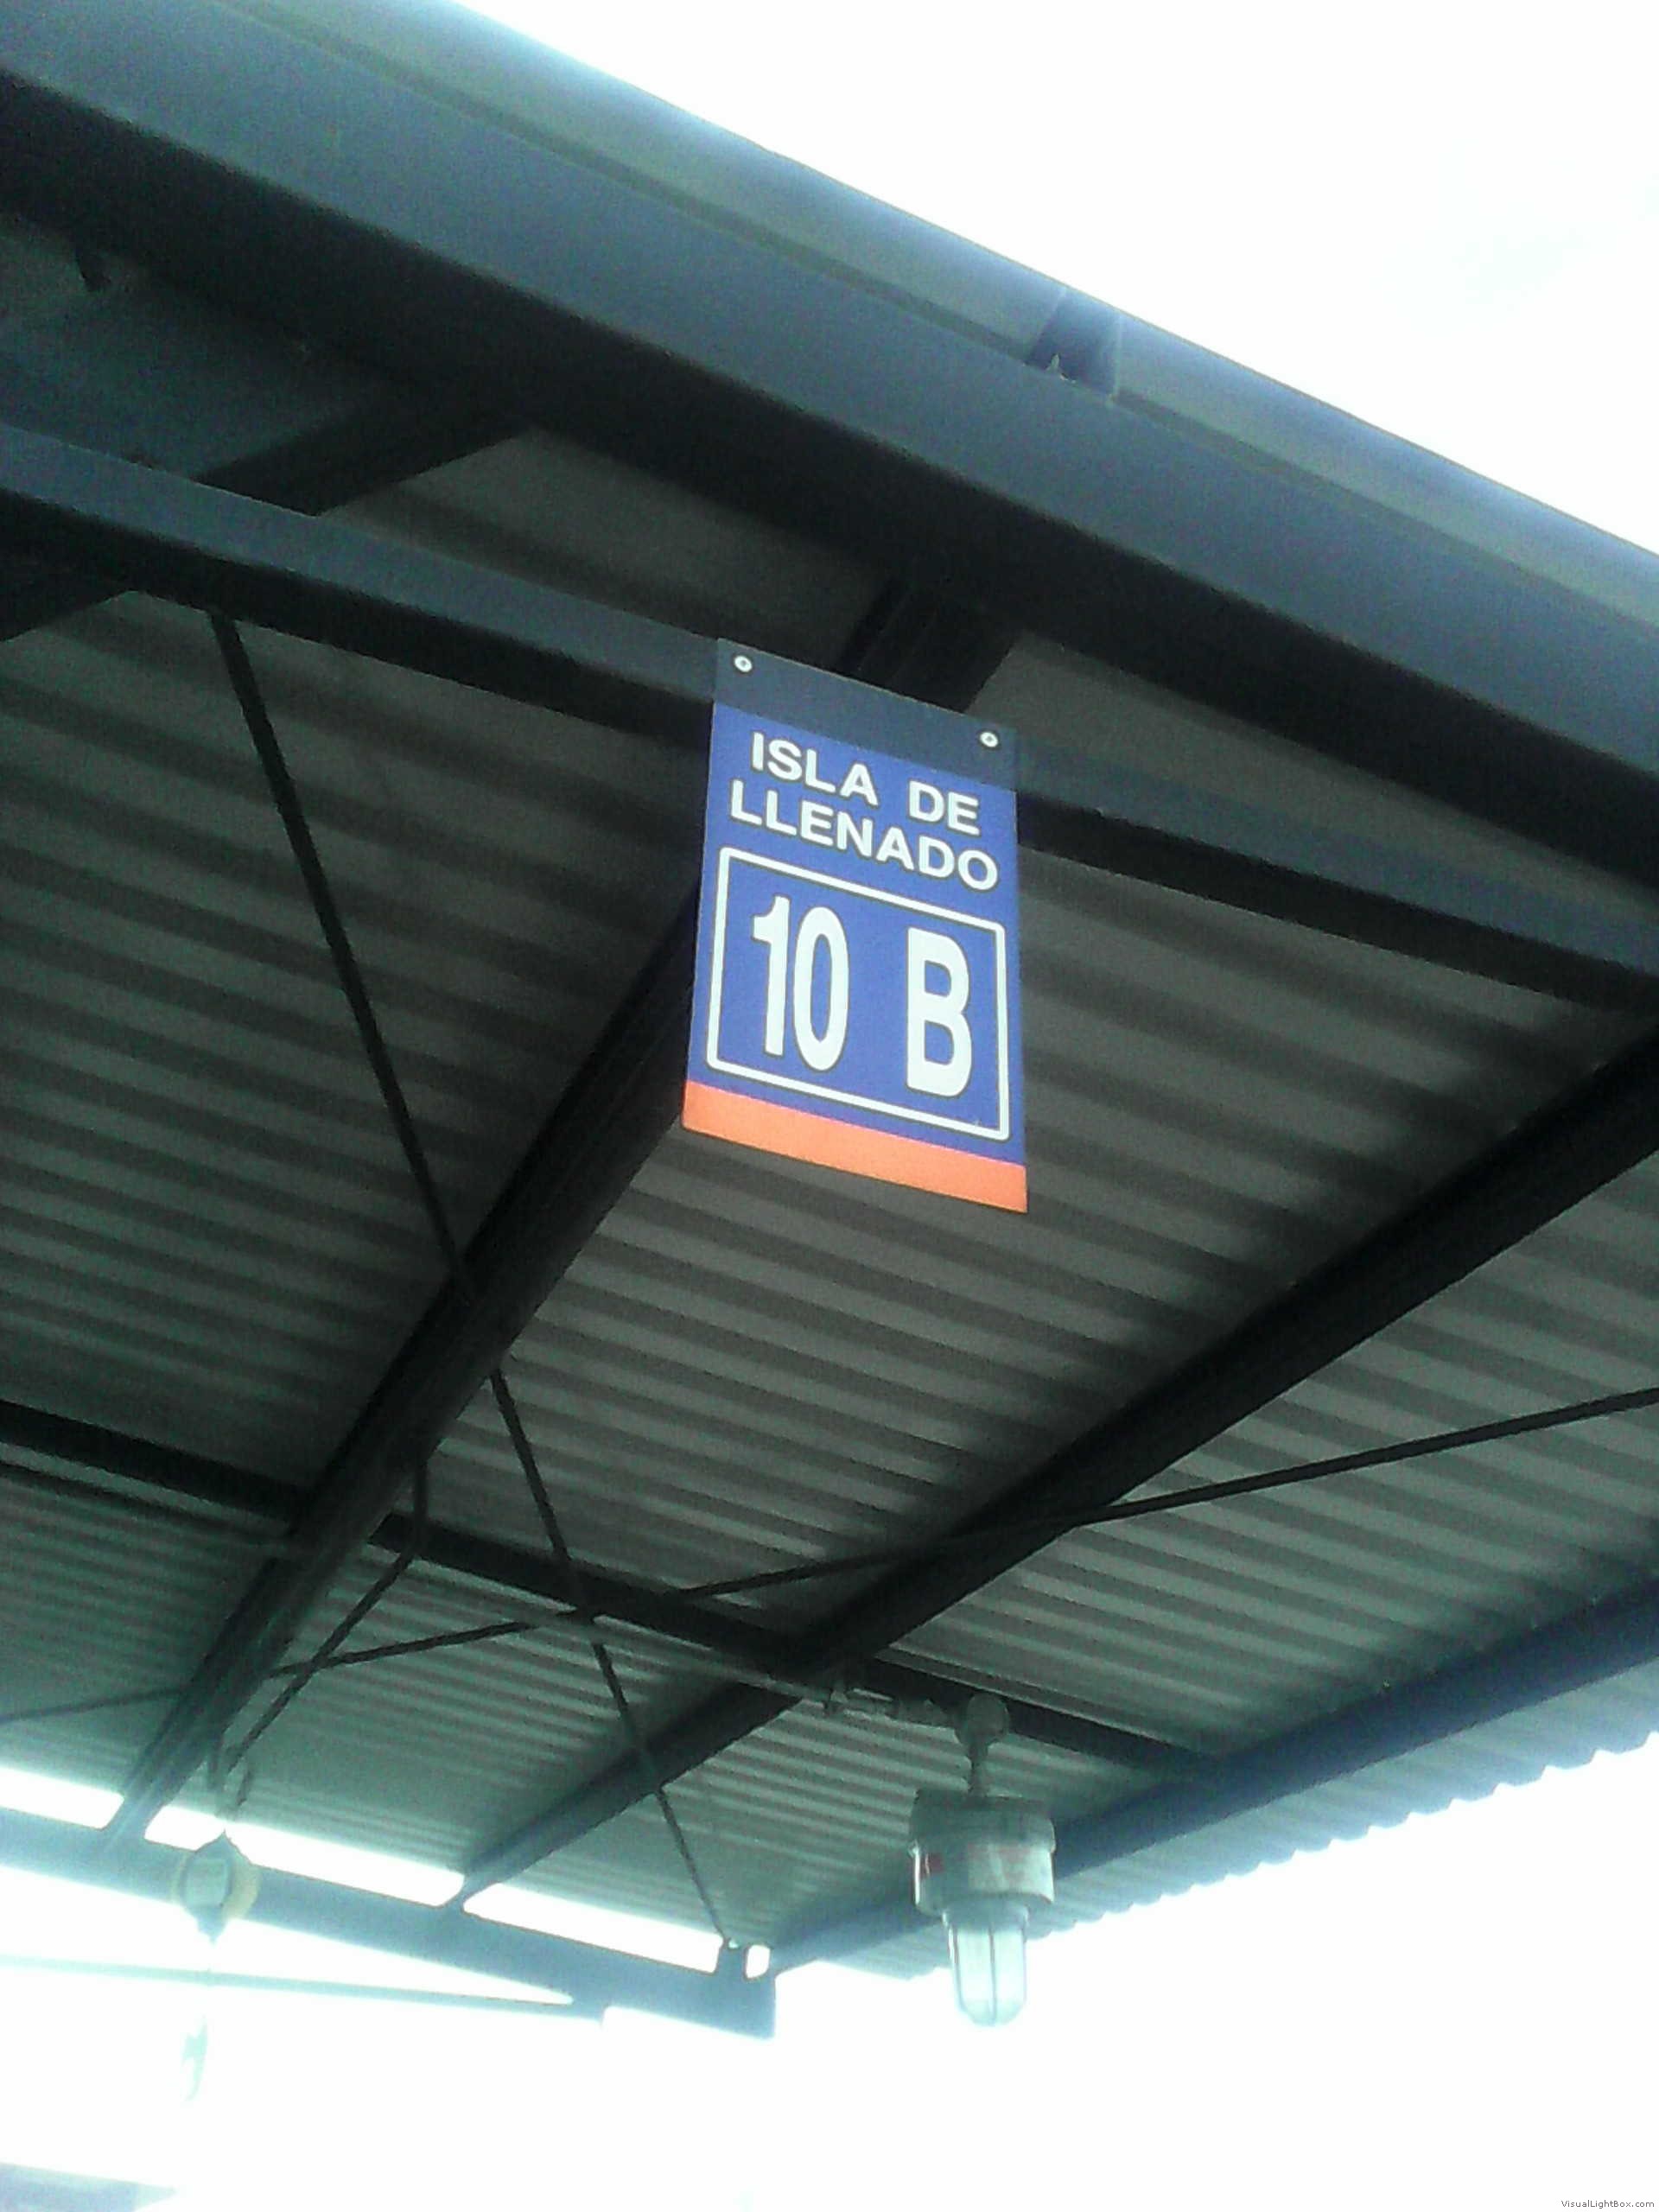 ISLA DE
LLENADO
10 B
VisualLightBox.com